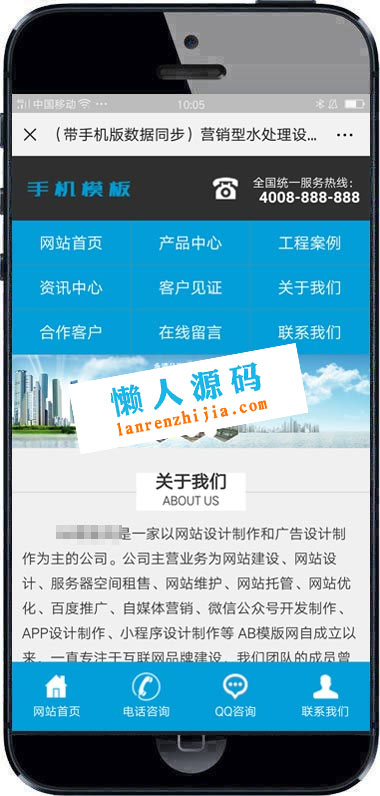 中国移动 10:05
（带手机版数据同步）营销型水处理设...
手机模板
全国统一服务热线：
4008-888-888
网站首页 产品中心 工程案例
资讯中心 客户见证 关于我们
合作客户 在线留言 联系我们
懒人源码
lanrenzhijia.com
关于我们
ABOUT US
是一家以网站设计制作和广告设计制
作为主的公司。公司主营业务为网站建设、网站设
计、服务器空间租售、网站维护、网站托管、网站优
化、百度推广、自媒体营销、微信公众号开发制作、
APP设计制作、小程序设计制作等 AB模版网自成立以
来，一直专注于互联网品牌建设，我们团队的成员曾
网站首页 电话咨询 QQ咨询 联系我们